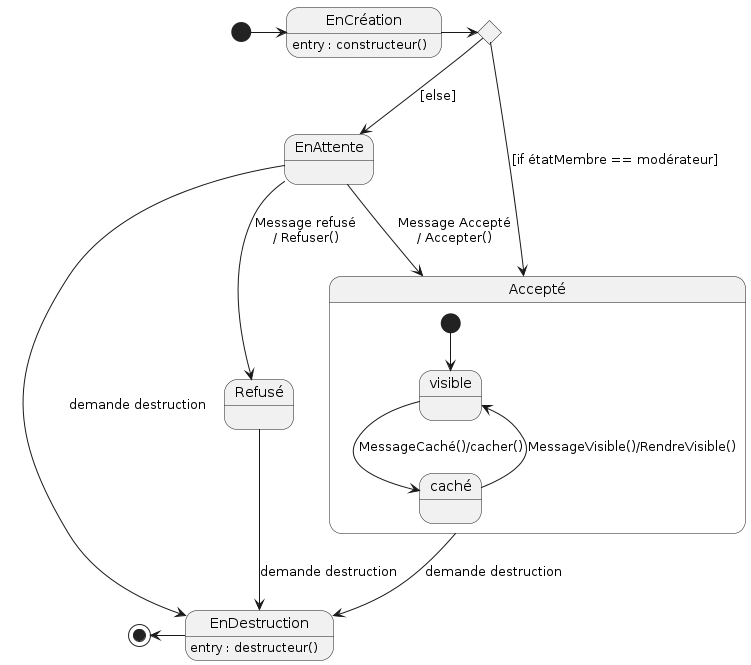 EnCréation
entry : constructeur()
[else]
EnAttente
[if étatMembre == modérateur]
Message refusé
/ Refuser()
Message Accepté
/ Accepter()
Accepté
visible
Refusé
demande destruction
MessageCaché()/cacher()
MessageVisible()/RendreVisible()
caché
demande destruction
demande destruction
EnDestruction
entry : destructeur()